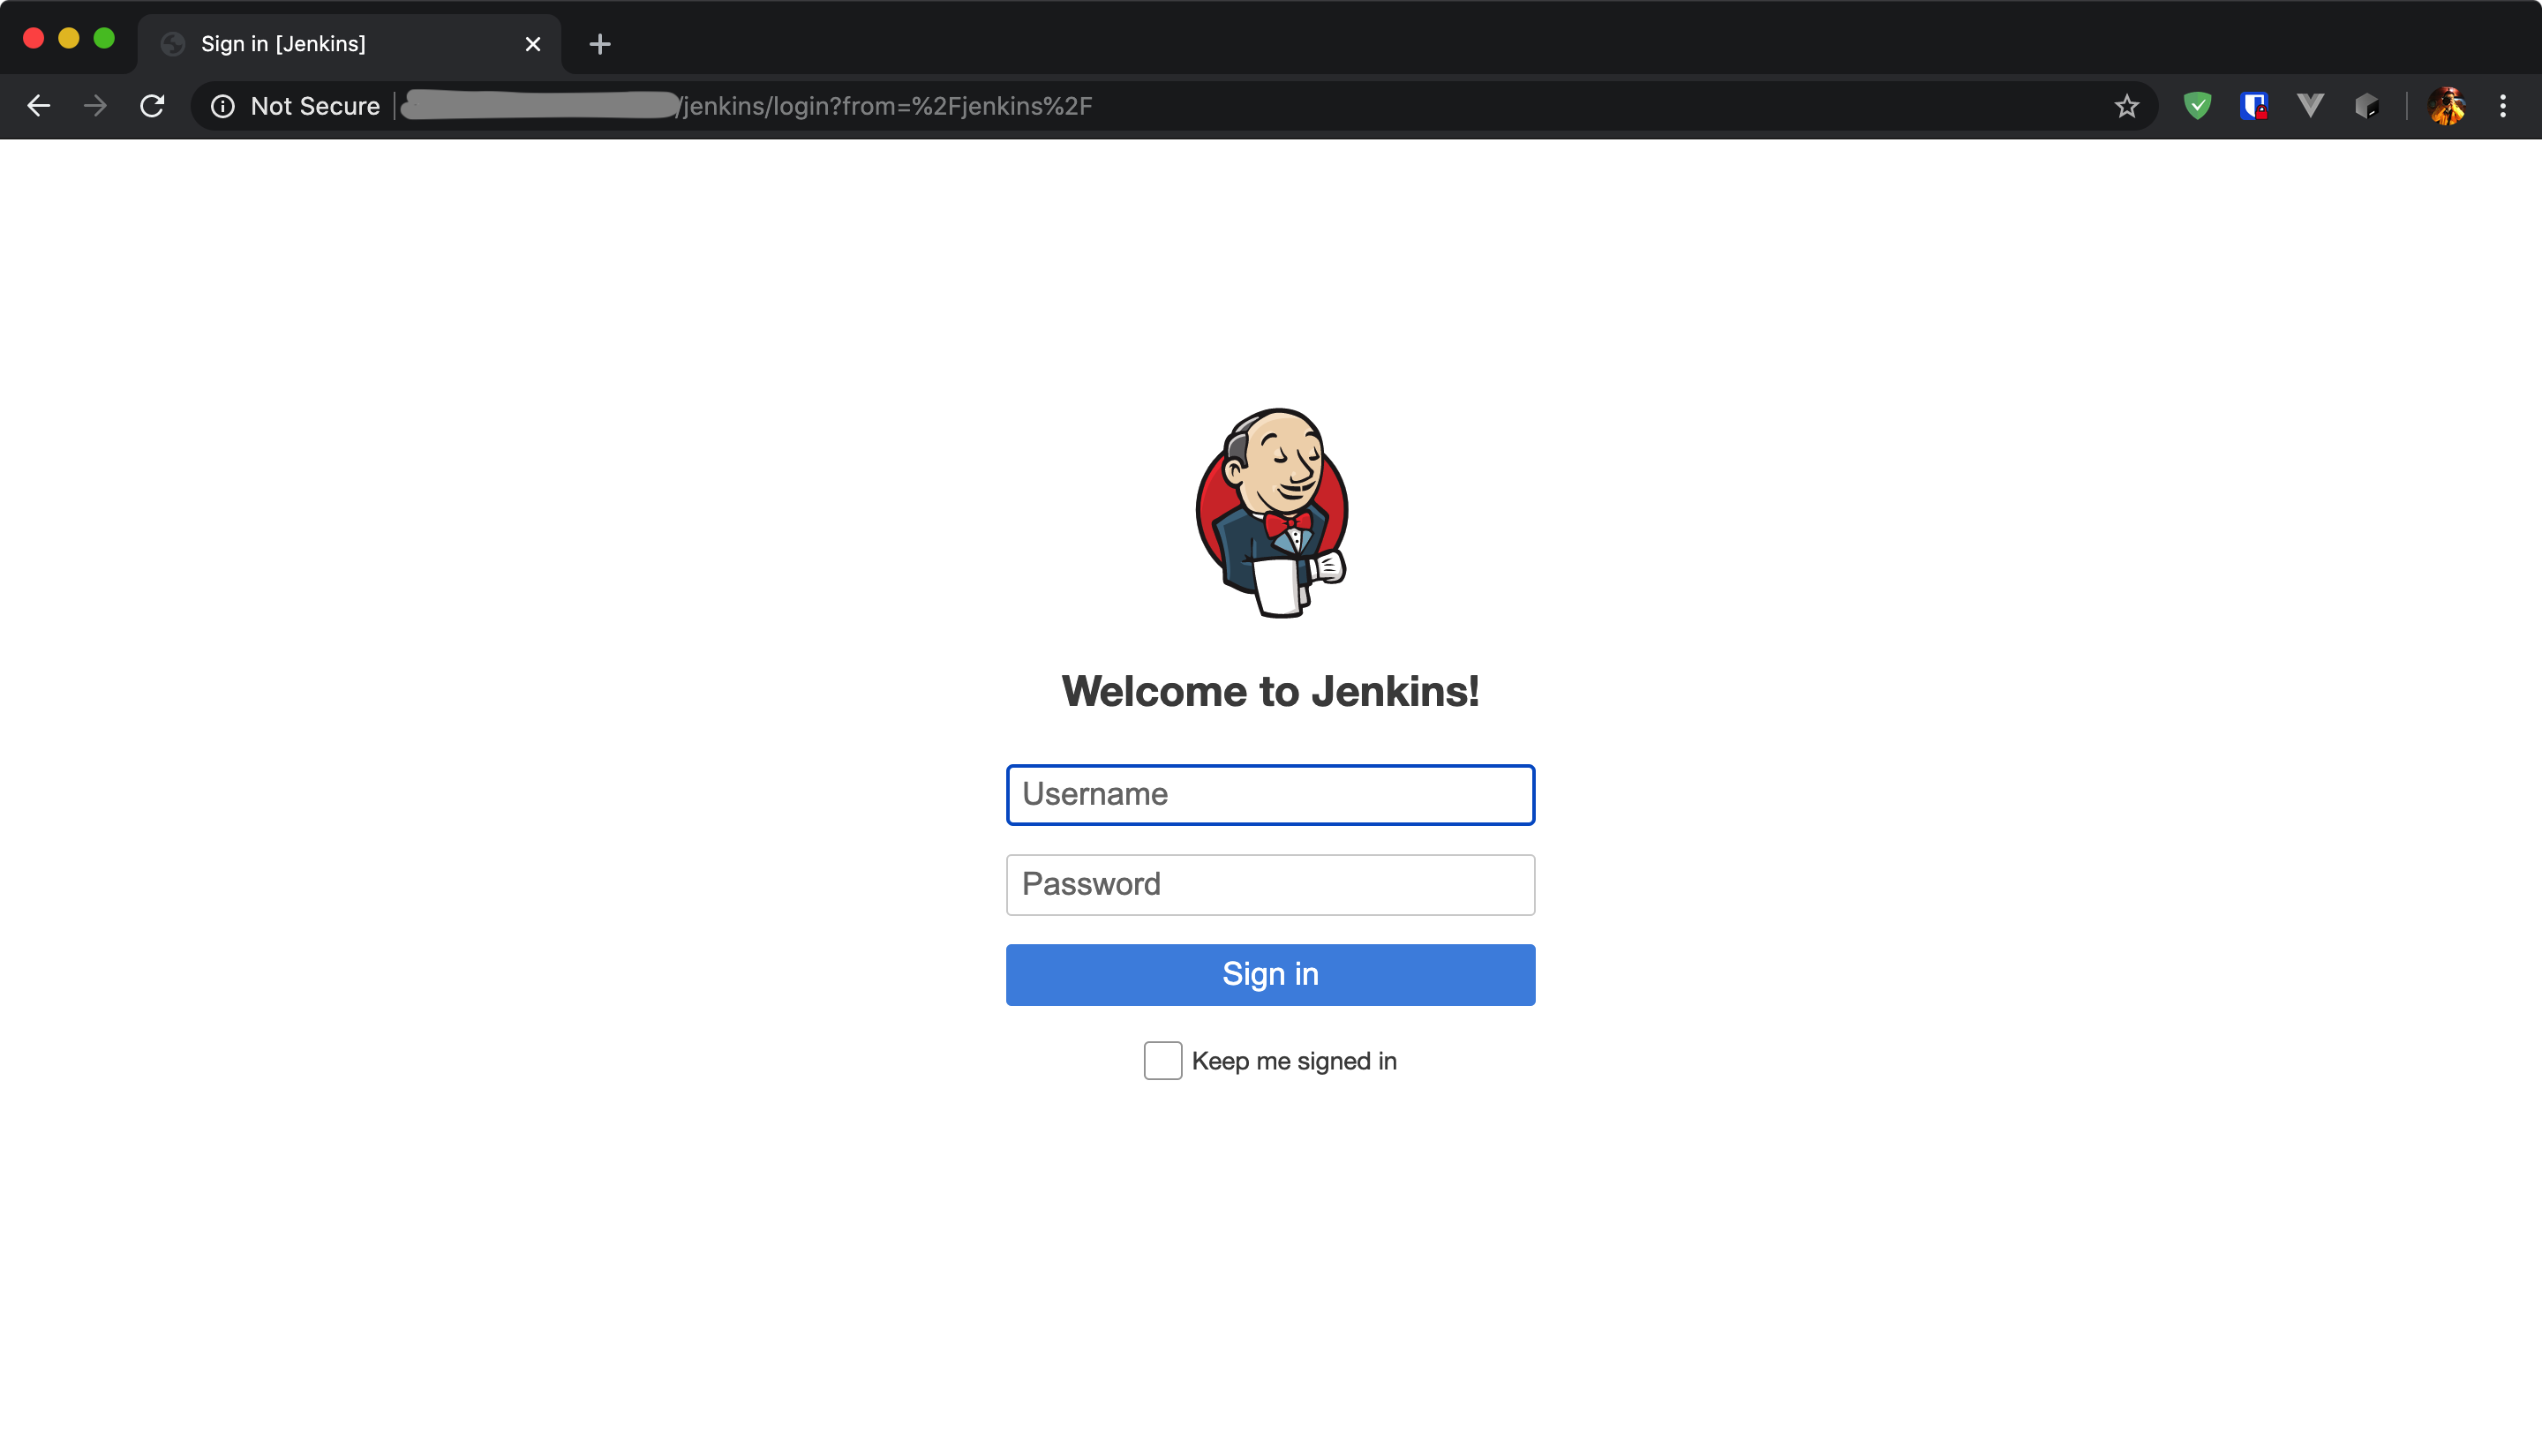 Sign in [Jenkins]
Not Secure /jenkins/login?from=%2Fjenkins%2F
Welcome to Jenkins!
Username
Password
Sign in
Keep me signed in